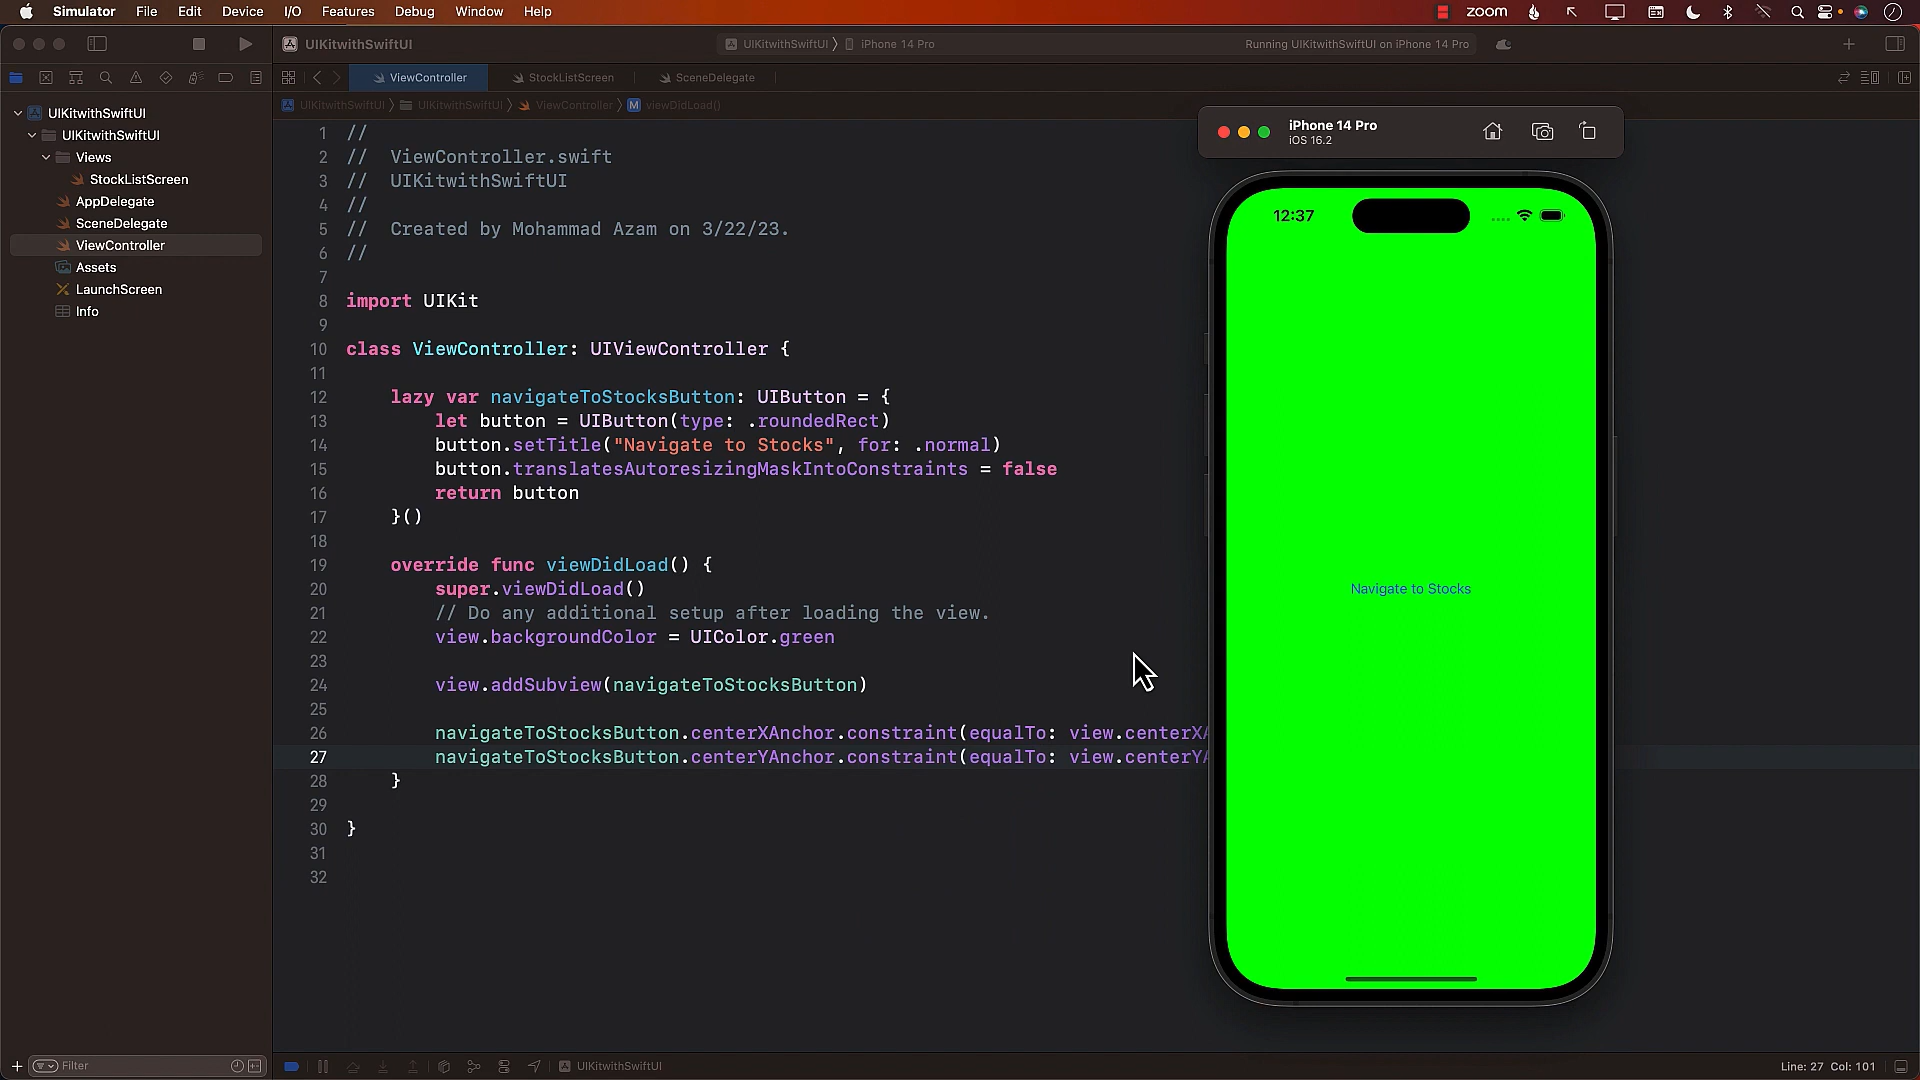 Simulator File Edit Device I/O Features Debug Window Help zoom
UIKitwithSwiftUI UIKitwithSwiftUI iPhone 14 Pro Running UIKitwithSwiftUI on iPhone 14 Pro
ViewController StockListScreen SceneDelegate
UIKitwithSwiftUI UIKitwithSwiftUI ViewController M viewDidLoad()
UIKitwithSwiftUI
UIKitwithSwiftUI
Views
StockListScreen
AppDelegate
SceneDelegate
ViewController
Assets
LaunchScreen
Info
1 //
2 // ViewController.swift
3 // UIKitwithSwiftUI
4 //
5 // Created by Mohammad Azam on 3/22/23.
6 //
7
8 import UIKit
9
10 class ViewController: UIViewController {
11
12 lazy var navigateToStocksButton: UIButton = {
13 let button = UIButton(type: .roundedRect)
14 button.setTitle("Navigate to Stocks", for: .normal)
15 button.translatesAutoresizingMaskIntoConstraints = false
16 return button
17 }()
18
19 override func viewDidLoad() {
20 super.viewDidLoad()
21 // Do any additional setup after loading the view.
22 view.backgroundColor = UIColor.green
23
24 view.addSubview(navigateToStocksButton)
25
26 navigateToStocksButton.centerXAnchor.constraint(equalTo: view.centerXA
27 navigateToStocksButton.centerYAnchor.constraint(equalTo: view.centerYA
28 }
29
30 }
31
32
iPhone 14 Pro
iOS 16.2
12:37
Navigate to Stocks
Filter UIKitwithSwiftUI Line: 27 Col: 101